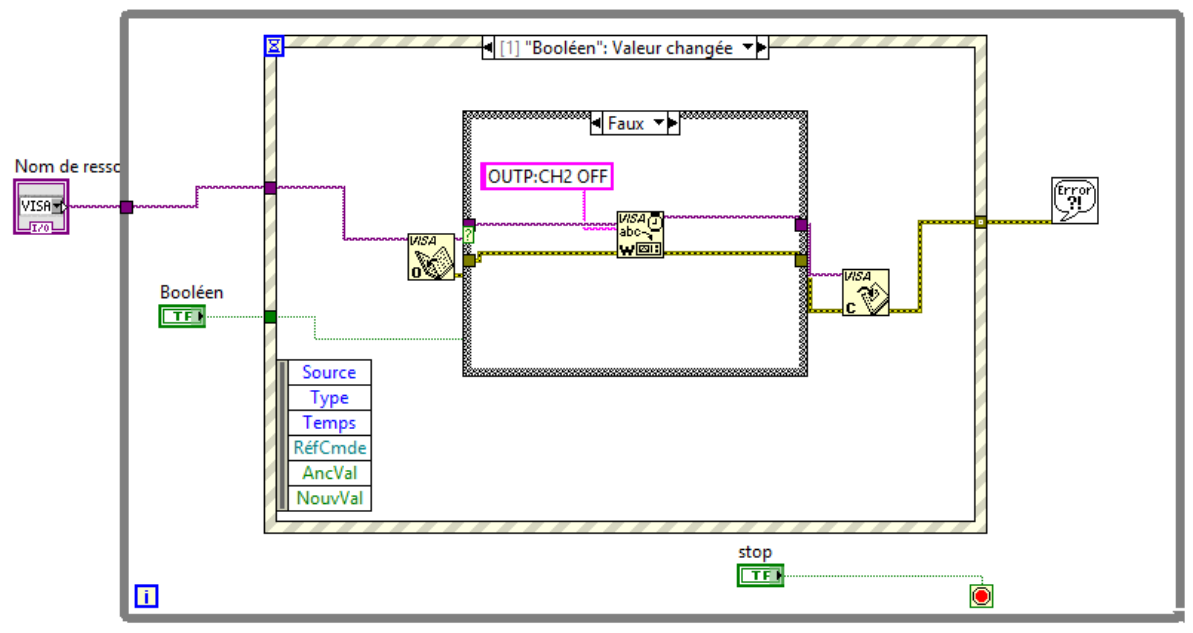 [1] "Booléen": Valeur changée
Faux
Nom de resso
OUTP:CH2 OFF
VISA
I/O
VISA
abc
W
Error
?!
?
VISA
O
VISA
C
Booléen
TF
Source
Type
Temps
RéfCmde
AncVal
NouvVal
stop
TF
i